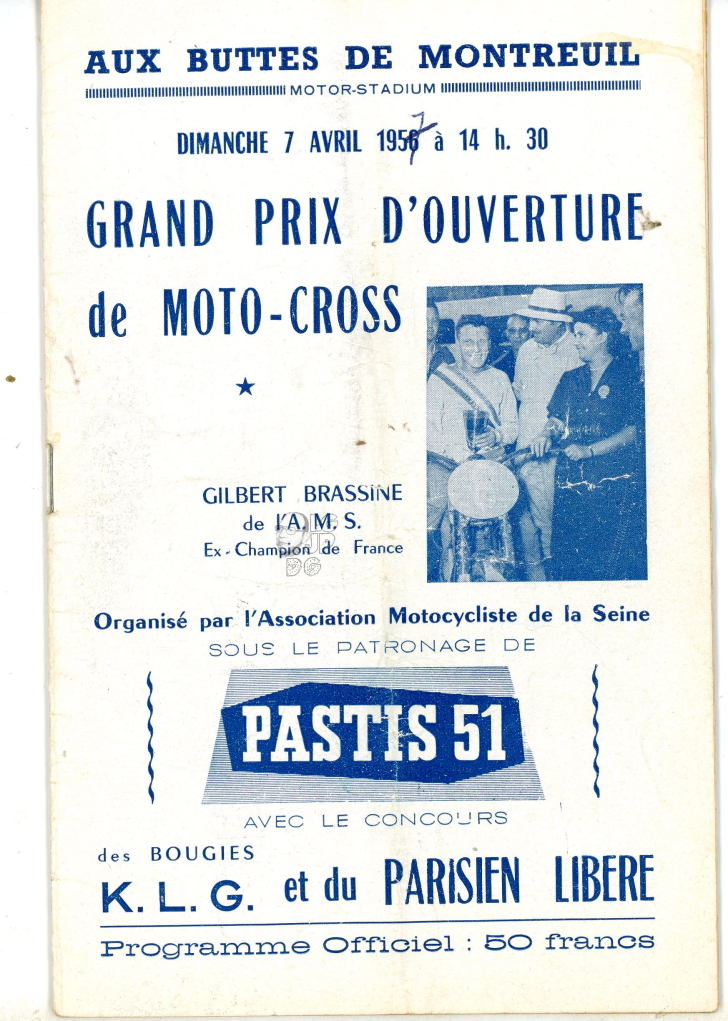 AUX BUTTES DE MONTREUIL
MOTOR-STADIUM
DIMANCHE 7 AVRIL 1957 à 14 h. 30
GRAND PRIX D'OUVERTURE
de MOTO-CROSS
GILBERT BRASSINE
de l'A. M. S.
Ex-Champion de France
Organisé par l'Association Motocycliste de la Seine
SOUS LE PATRONAGE DE
PASTIS 51
AVEC LE CONCOURS
des BOUGIES
K. L. G. et du PARISIEN LIBERE
Programme Officiel : 50 francs